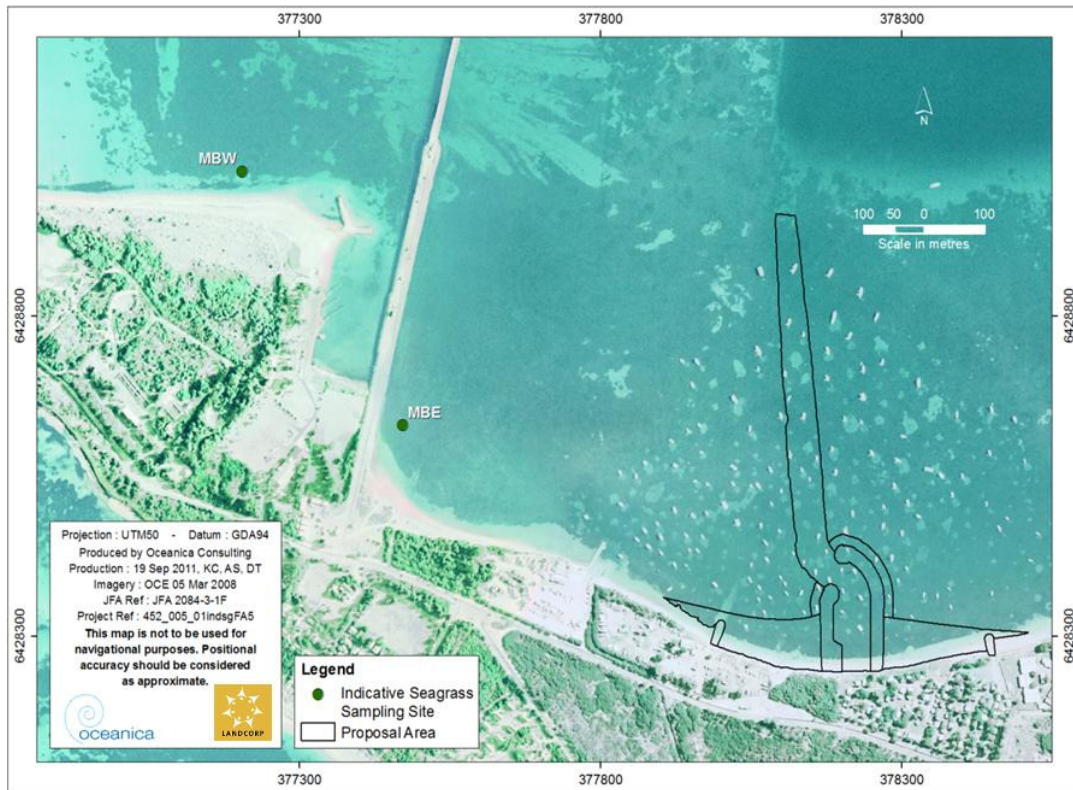 377300 377800 378300
N
MBW
100 50 0 100
Scale in metres
6428800 6428800
MBE
Projection : UTM50 - Datum : GDA94
Produced by Oceanica Consulting
Production : 19 Sep 2011, KC, AS, DT
Imagery : OCE 05 Mar 2008
JFA Ref : JFA 2084-3-1F
Project Ref : 452_005_01indsgFA5
This map is not to be used for
navigational purposes. Positional
accuracy should be considered
as approximate.
oceanica
LANDCORP
6428300 6428300
Legend
Indicative Seagrass
Sampling Site
Proposal Area
377300 377800 378300